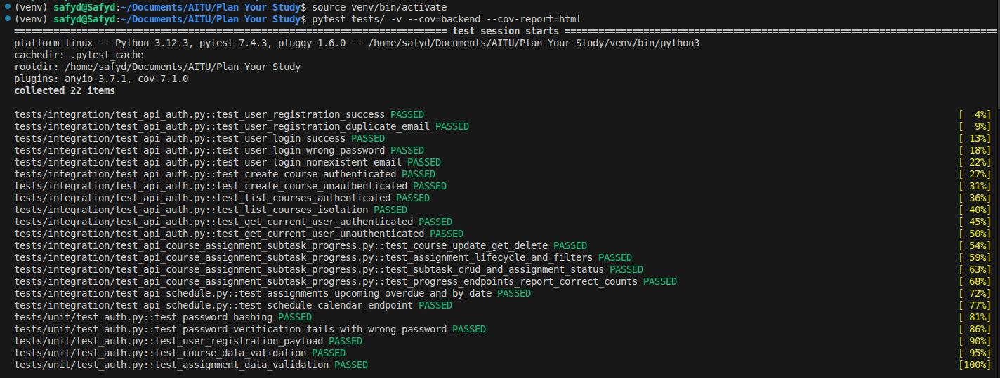 (venv) safyd@Safyd:~/Documents/AITU/Plan Your Study$ source venv/bin/activate
(venv) safyd@Safyd:~/Documents/AITU/Plan Your Study$ pytest tests/ -v --cov=backend --cov-report=html
============================================================================= test session starts =============================================================================
platform linux -- Python 3.12.3, pytest-7.4.3, pluggy-1.6.0 -- /home/safyd/Documents/AITU/Plan Your Study/venv/bin/python3
cachedir: .pytest_cache
rootdir: /home/safyd/Documents/AITU/Plan Your Study
plugins: anyio-3.7.1, cov-7.1.0
collected 22 items
tests/integration/test_api_auth.py::test_user_registration_success PASSED [  4%]
tests/integration/test_api_auth.py::test_user_registration_duplicate_email PASSED [  9%]
tests/integration/test_api_auth.py::test_user_login_success PASSED [ 13%]
tests/integration/test_api_auth.py::test_user_login_wrong_password PASSED [ 18%]
tests/integration/test_api_auth.py::test_user_login_nonexistent_email PASSED [ 22%]
tests/integration/test_api_auth.py::test_create_course_authenticated PASSED [ 27%]
tests/integration/test_api_auth.py::test_create_course_unauthenticated PASSED [ 31%]
tests/integration/test_api_auth.py::test_list_courses_authenticated PASSED [ 36%]
tests/integration/test_api_auth.py::test_list_courses_isolation PASSED [ 40%]
tests/integration/test_api_auth.py::test_get_current_user_authenticated PASSED [ 45%]
tests/integration/test_api_auth.py::test_get_current_user_unauthenticated PASSED [ 50%]
tests/integration/test_api_course_assignment_subtask_progress.py::test_course_update_get_delete PASSED [ 54%]
tests/integration/test_api_course_assignment_subtask_progress.py::test_assignment_lifecycle_and_filters PASSED [ 59%]
tests/integration/test_api_course_assignment_subtask_progress.py::test_subtask_crud_and_assignment_status PASSED [ 63%]
tests/integration/test_api_course_assignment_subtask_progress.py::test_progress_endpoints_report_correct_counts PASSED [ 68%]
tests/integration/test_api_schedule.py::test_assignments_upcoming_overdue_and_by_date PASSED [ 72%]
tests/integration/test_api_schedule.py::test_schedule_calendar_endpoint PASSED [ 77%]
tests/unit/test_auth.py::test_password_hashing PASSED [ 81%]
tests/unit/test_auth.py::test_password_verification_fails_with_wrong_password PASSED [ 86%]
tests/unit/test_auth.py::test_user_registration_payload PASSED [ 90%]
tests/unit/test_auth.py::test_course_data_validation PASSED [ 95%]
tests/unit/test_auth.py::test_assignment_data_validation PASSED [100%]